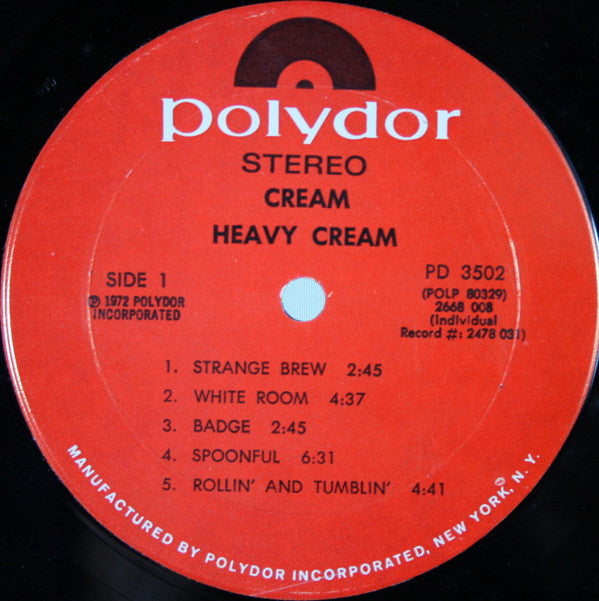 polydor
STEREO
CREAM
HEAVY CREAM
SIDE 1
℗ 1972 POLYDOR
INCORPORATED
PD 3502
(POLP 80329)
2668 008
(Individual
Record #: 2478 031)
1. STRANGE BREW 2:45
2. WHITE ROOM 4:37
3. BADGE 2:45
4. SPOONFUL 6:31
5. ROLLIN' AND TUMBLIN' 4:41
MANUFACTURED BY POLYDOR INCORPORATED, NEW YORK, N. Y.